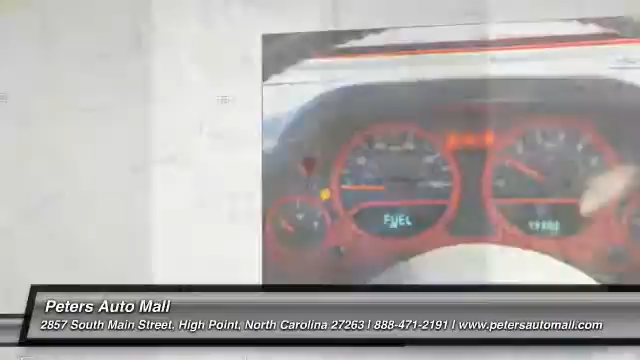 FUEL
Peters Auto Mall
2857 South Main Street, High Point, North Carolina 27263 | 888-471-2191 | www.petersautomall.com